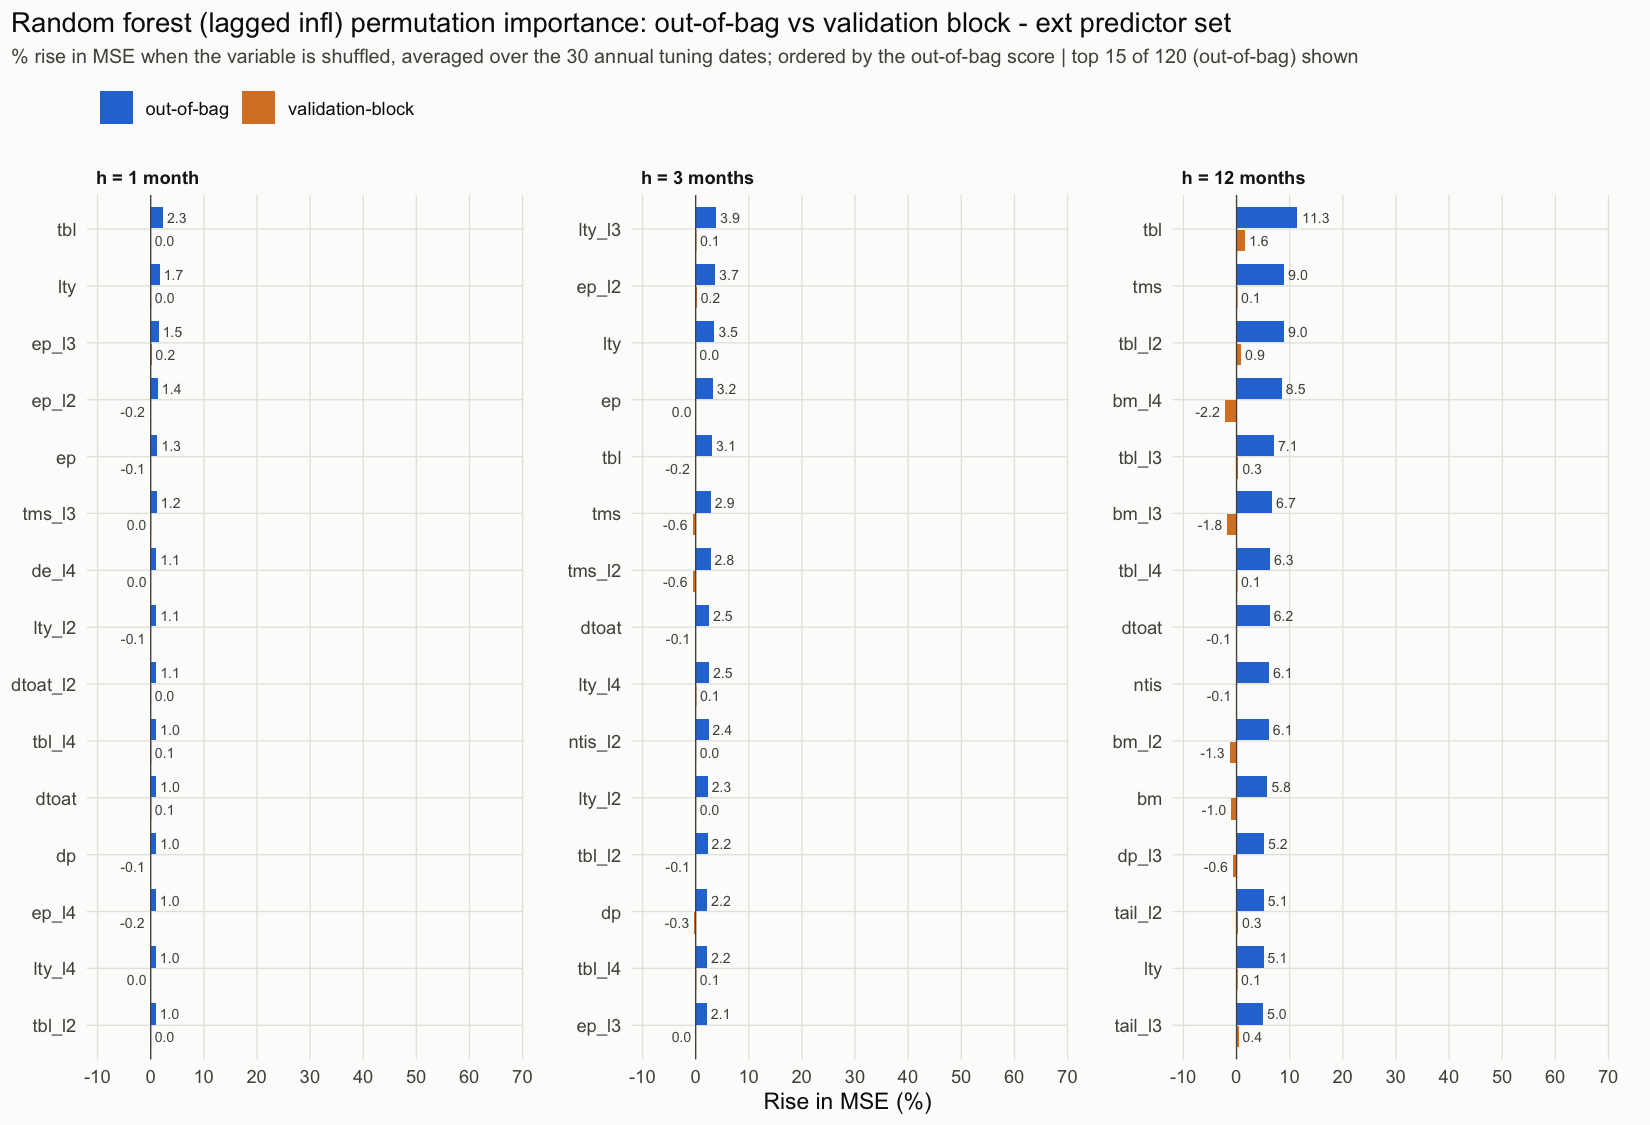 Random forest (lagged infl) permutation importance: out-of-bag vs validation block - ext predictor set
% rise in MSE when the variable is shuffled, averaged over the 30 annual tuning dates; ordered by the out-of-bag score | top 15 of 120 (out-of-bag) shown
out-of-bag validation-block
h = 1 month
tbl 2.3
0.0
lty 1.7
0.0
ep_l3 1.5
0.2
ep_l2 1.4
-0.2
ep 1.3
-0.1
tms_l3 1.2
0.0
de_l4 1.1
0.0
lty_l2 1.1
-0.1
dtoat_l2 1.1
0.0
tbl_l4 1.0
0.1
dtoat 1.0
0.1
dp 1.0
-0.1
ep_l4 1.0
-0.2
lty_l4 1.0
0.0
tbl_l2 1.0
0.0
-10 0 10 20 30 40 50 60 70
h = 3 months
lty_l3 3.9
0.1
ep_l2 3.7
0.2
lty 3.5
0.0
ep 3.2
0.0
tbl 3.1
-0.2
tms 2.9
-0.6
tms_l2 2.8
-0.6
dtoat 2.5
-0.1
lty_l4 2.5
0.1
ntis_l2 2.4
0.0
lty_l2 2.3
0.0
tbl_l2 2.2
-0.1
dp 2.2
-0.3
tbl_l4 2.2
0.1
ep_l3 2.1
0.0
-10 0 10 20 30 40 50 60 70
h = 12 months
tbl 11.3
1.6
tms 9.0
0.1
tbl_l2 9.0
0.9
bm_l4 8.5
-2.2
tbl_l3 7.1
0.3
bm_l3 6.7
-1.8
tbl_l4 6.3
0.1
dtoat 6.2
-0.1
ntis 6.1
-0.1
bm_l2 6.1
-1.3
bm 5.8
-1.0
dp_l3 5.2
-0.6
tail_l2 5.1
0.3
lty 5.1
0.1
tail_l3 5.0
0.4
-10 0 10 20 30 40 50 60 70
Rise in MSE (%)